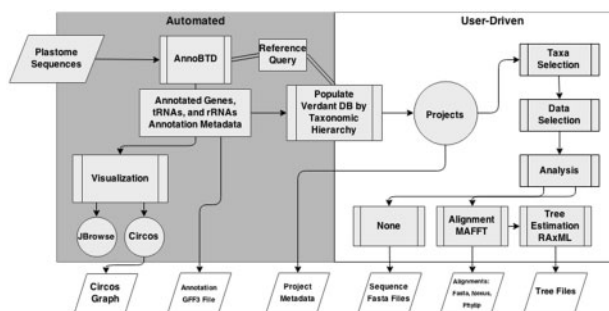 Automated
User-Driven
Plastome
Sequences
AnnoBTD
Reference
Query
Taxa
Selection
Annotated Genes,
tRNAs, and rRNAs
Annotation Metadata
Populate
Verdant DB by
Taxonomic
Hierarchy
Projects
Data
Selection
Visualization
Analysis
JBrowse
Circos
None
Alignment
MAFFT
Tree
Estimation
RAxML
Circos
Graph
Annotation
GFF3 File
Project
Metadata
Sequence
Fasta Files
Alignments:
Fasta, Nexus,
Phylip
Tree Files